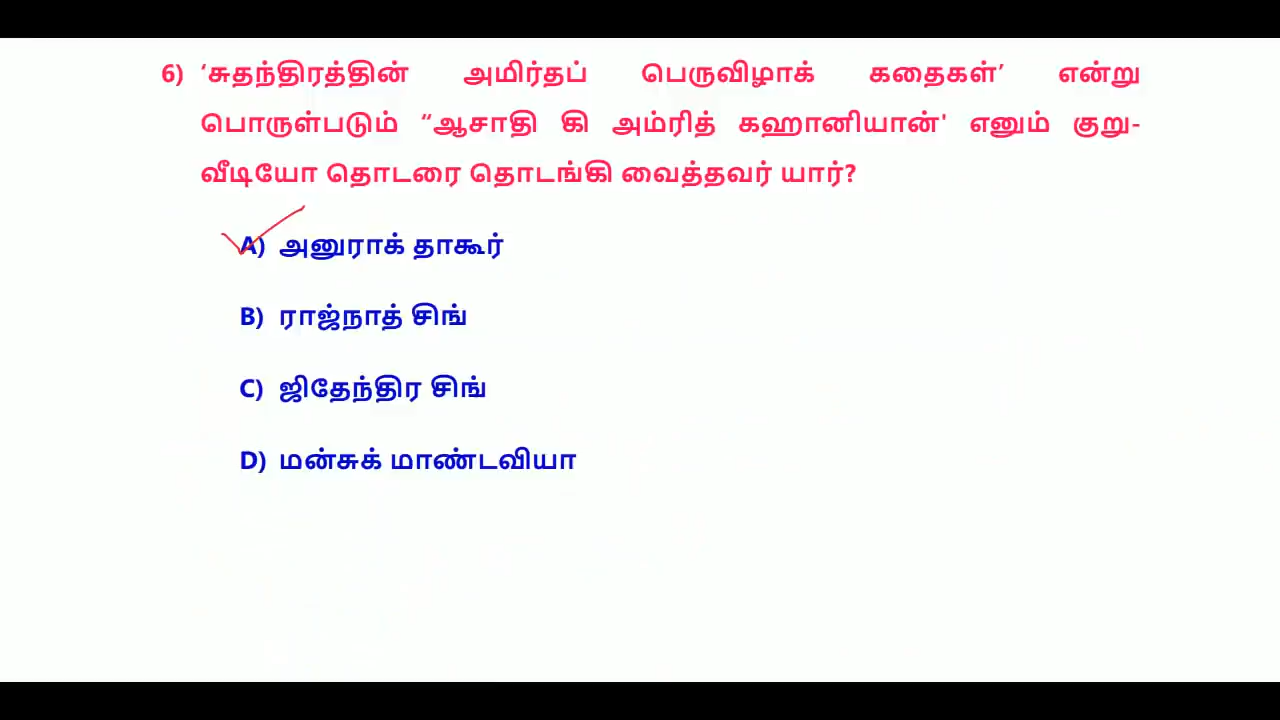 6) ‘சுதந்திரத்தின் அமிர்தப் பெருவிழாக் கதைகள்’ என்று
பொருள்படும் “ஆசாதி கி அம்ரித் கஹானியான்' எனும் குறு-
வீடியோ தொடரை தொடங்கி வைத்தவர் யார்?
A) அனுராக் தாகூர்
B) ராஜ்நாத் சிங்
C) ஜிதேந்திர சிங்
D) மன்சுக் மாண்டவியா